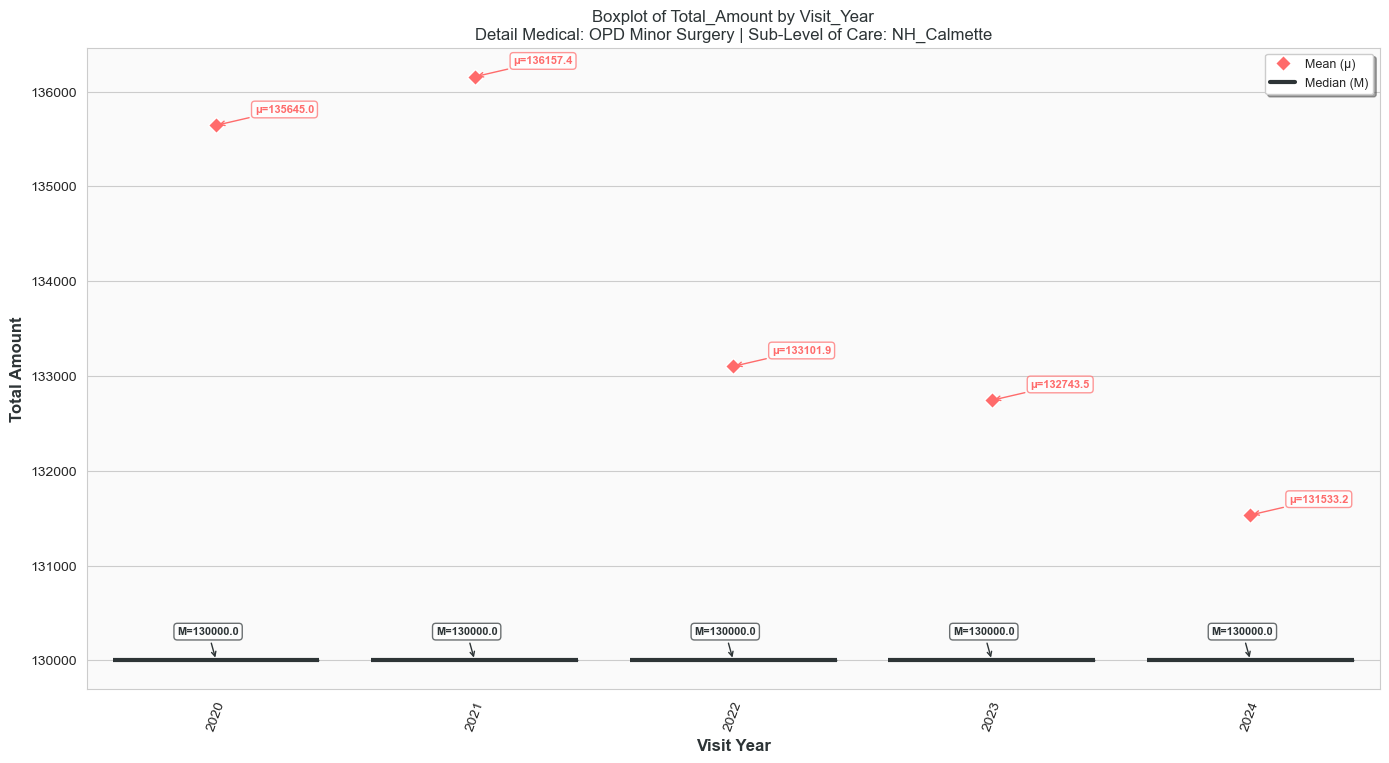 Boxplot of Total_Amount by Visit_Year
Detail Medical: OPD Minor Surgery | Sub-Level of Care: NH_Calmette
Mean (μ)
Median (M)
Total Amount
136000
135000
134000
133000
132000
131000
130000
μ=135645.0
μ=136157.4
μ=133101.9
μ=132743.5
μ=131533.2
M=130000.0
M=130000.0
M=130000.0
M=130000.0
M=130000.0
2020
2021
2022
2023
2024
Visit Year